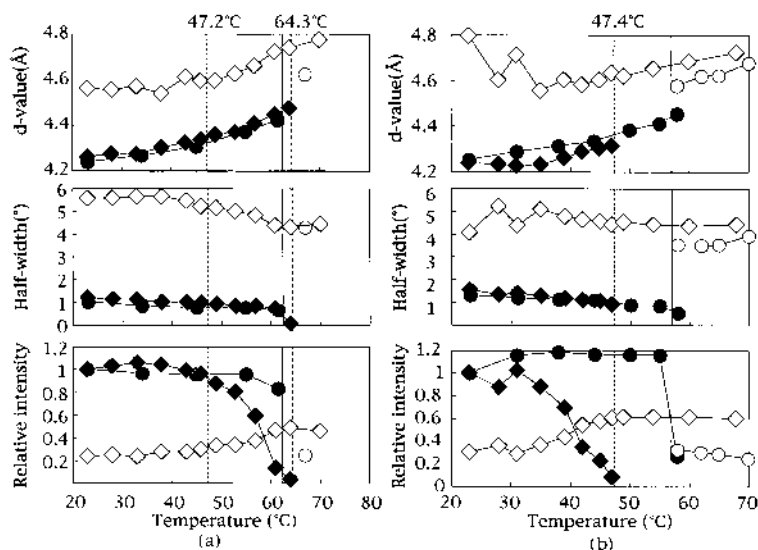 47.2°C 64.3°C
4.8
4.6
4.4
4.2
d-value(Å)
6
5
4
3
2
1
0
Half-width(°)
1.2
1
0.8
0.6
0.4
0.2
Relative intensity
20 30 40 50 60 70 80
Temperature (°C)
(a)
47.4°C
4.8
4.6
4.4
4.2
d-value(Å)
6
5
4
3
2
1
Half-width(°)
1.2
1
0.8
0.6
0.4
0.2
0
Relative intensity
20 30 40 50 60 70
Temperature (°C)
(b)